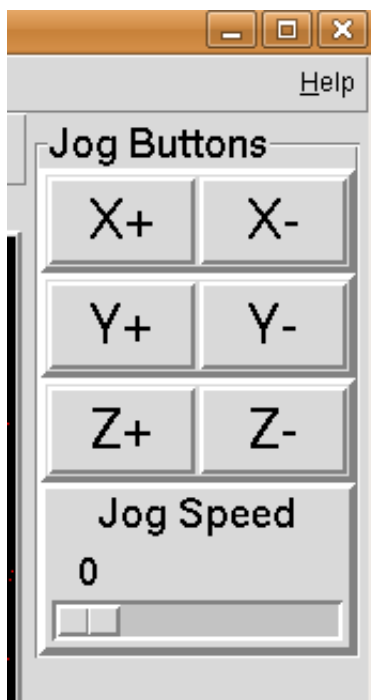 Help
Jog Buttons
X+ X-
Y+ Y-
Z+ Z-
Jog Speed
0